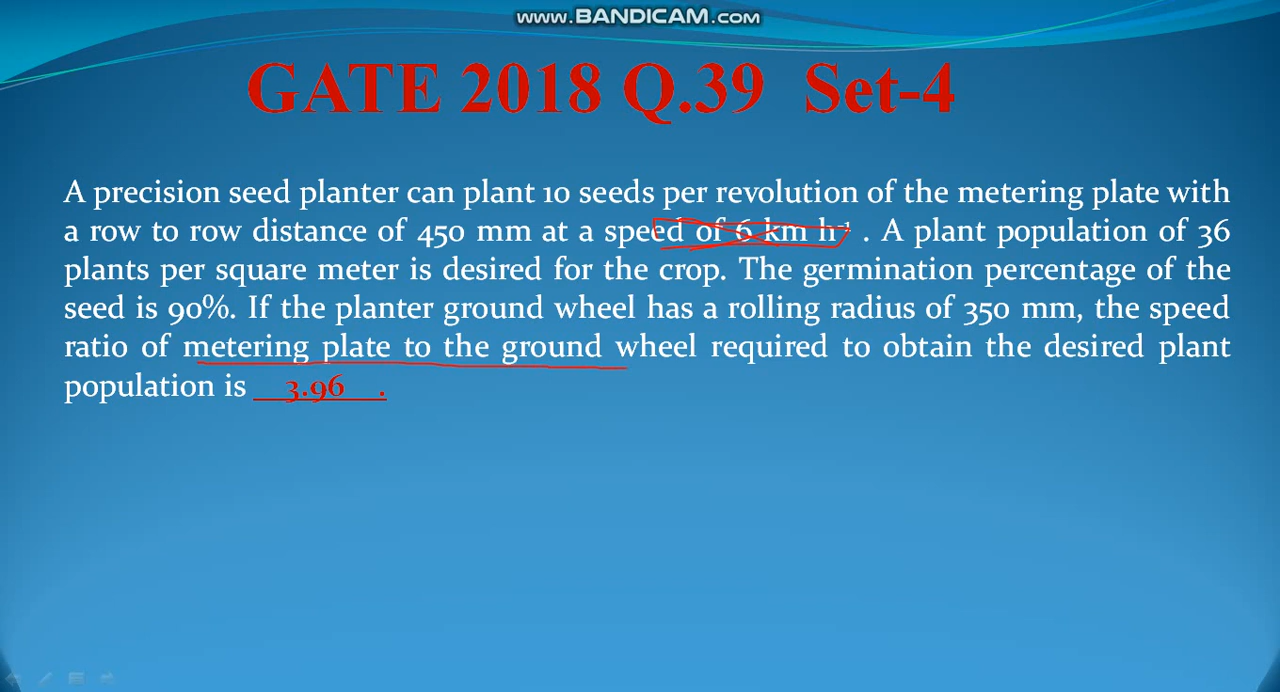 www.BANDICAM.com
GATE 2018 Q.39 Set-4
A precision seed planter can plant 10 seeds per revolution of the metering plate with
a row to row distance of 450 mm at a speed of 6 km h⁻¹ . A plant population of 36
plants per square meter is desired for the crop. The germination percentage of the
seed is 90%. If the planter ground wheel has a rolling radius of 350 mm, the speed
ratio of metering plate to the ground wheel required to obtain the desired plant
population is 3.96 .